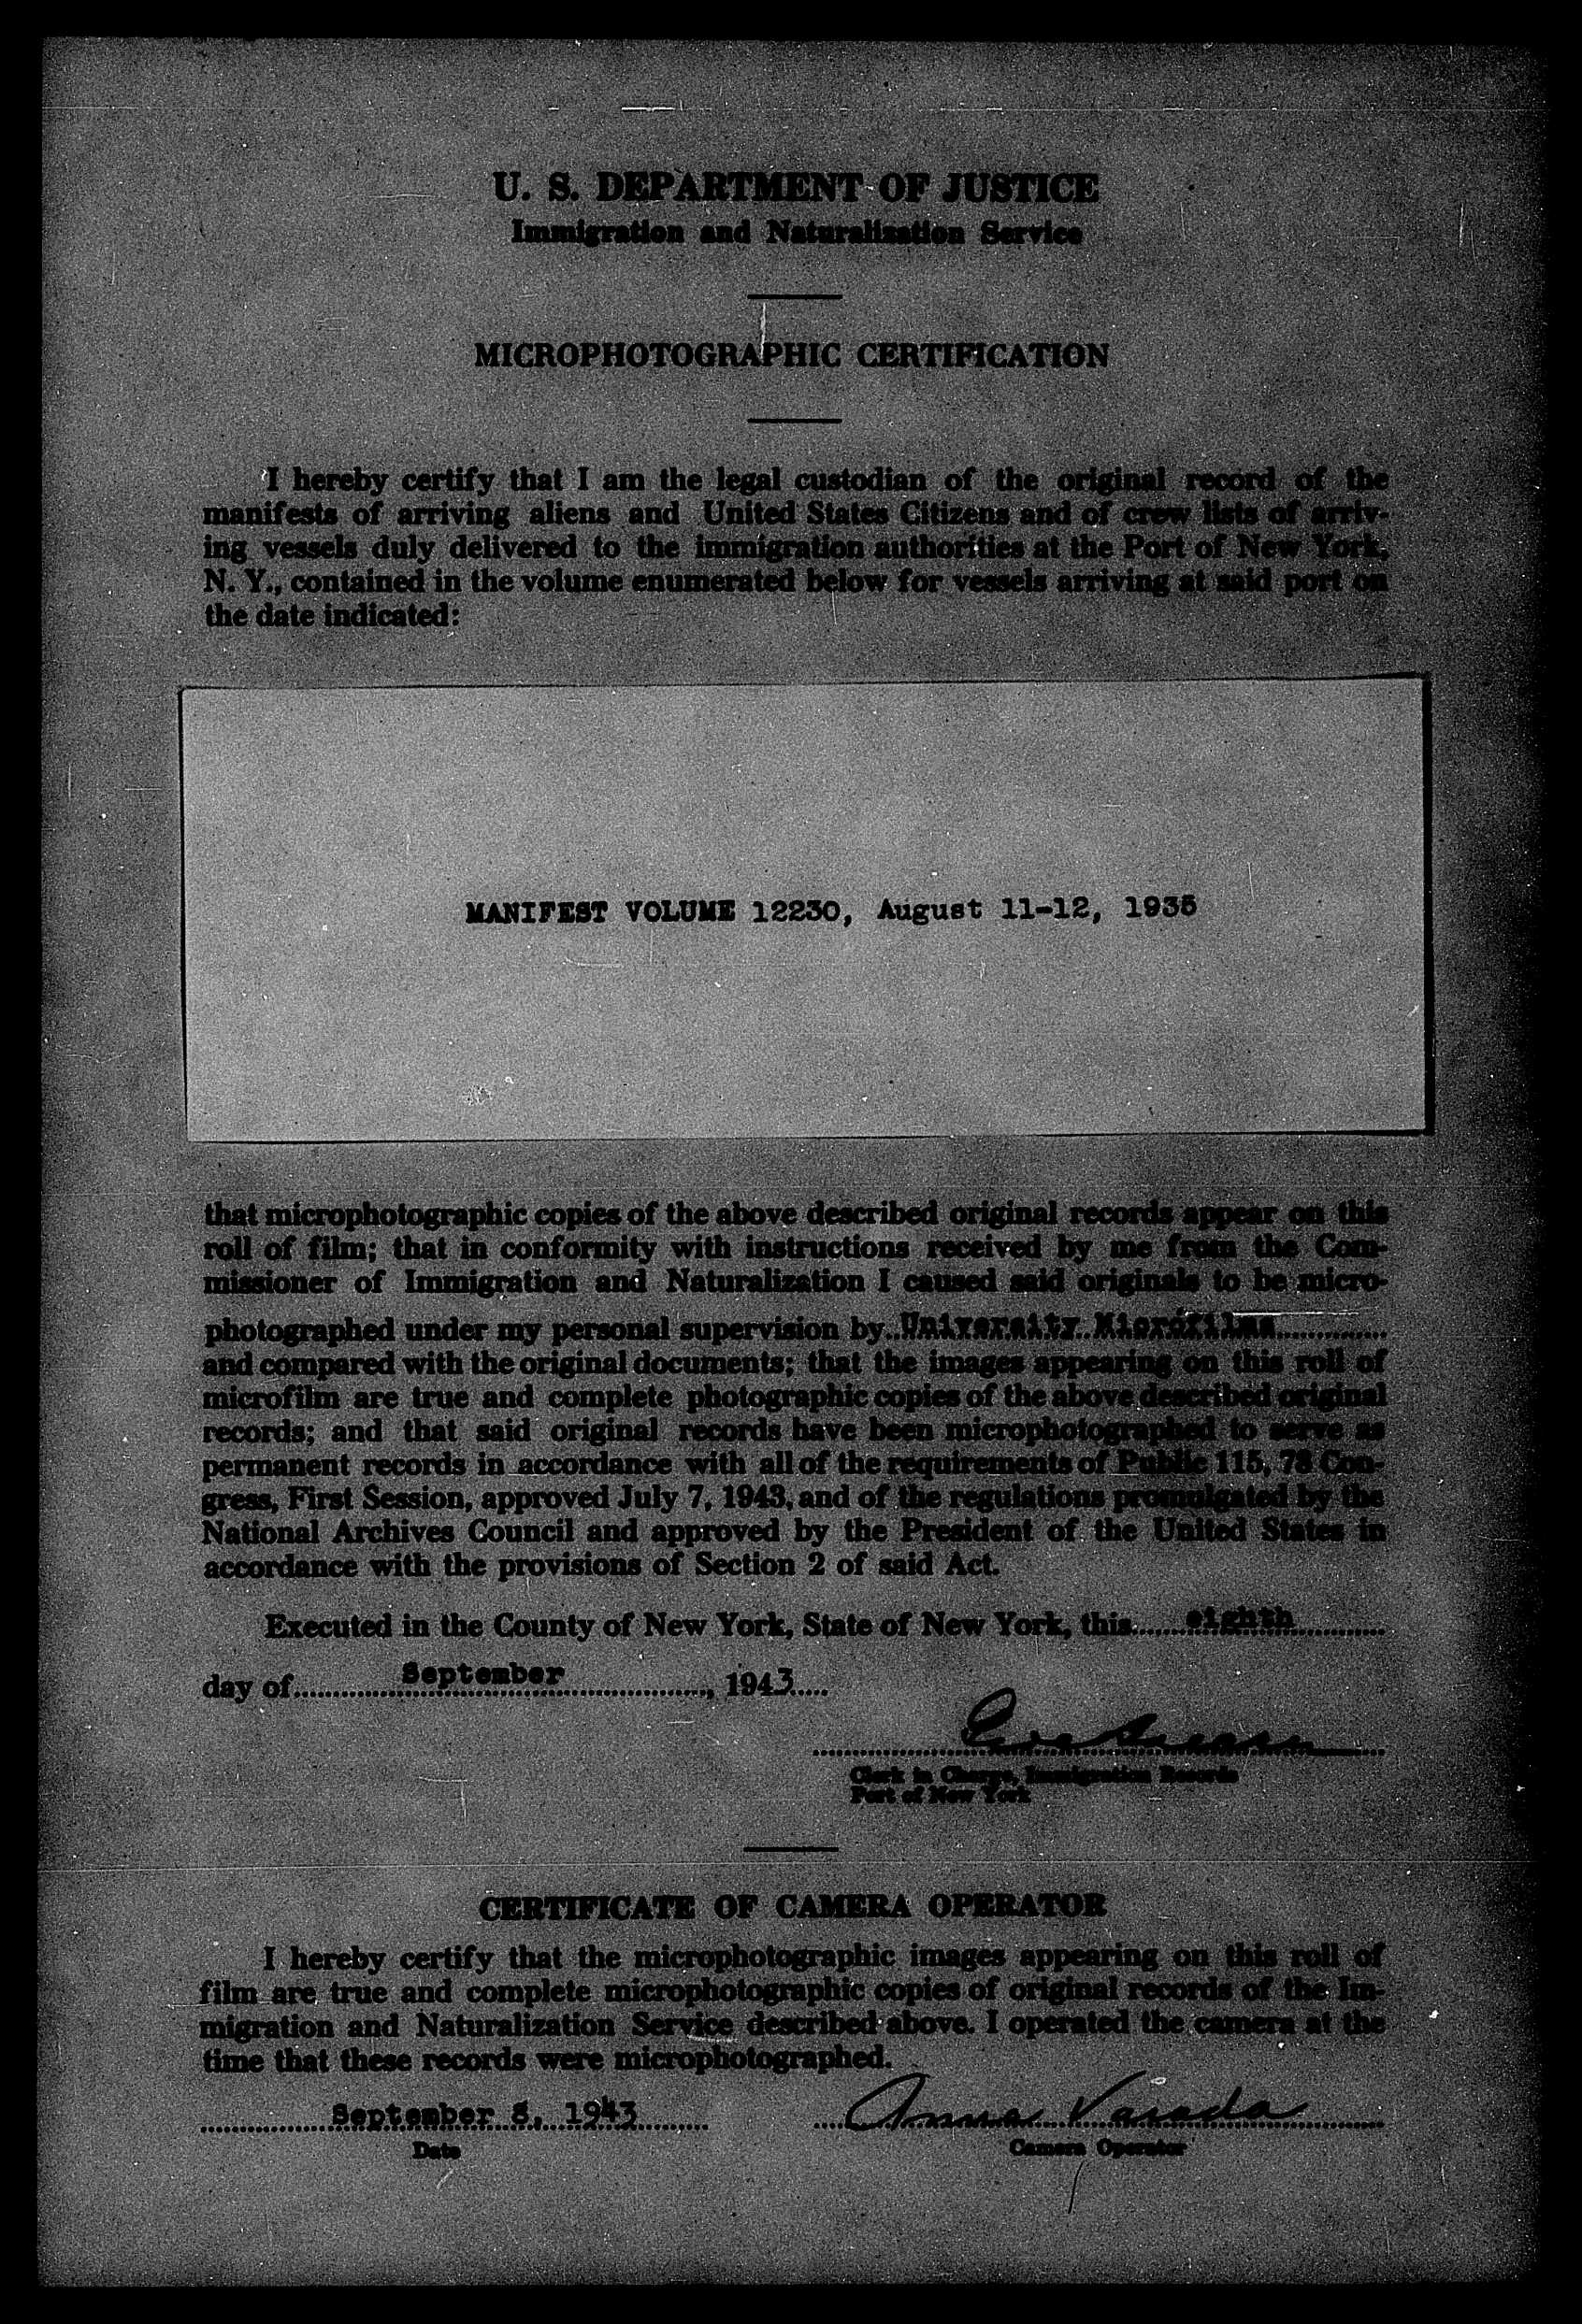 U. S. DEPARTMENT OF JUSTICE
Immigration and Naturalization Service
MICROPHOTOGRAPHIC CERTIFICATION
I hereby certify that I am the legal custodian of the original record of the
manifests of arriving aliens and United States Citizens and of crew lists of arriv-
ing vessels duly delivered to the immigration authorities at the Port of New York,
N. Y., contained in the volume enumerated below for vessels arriving at said port on
the date indicated:
MANIFEST VOLUME 12230, August 11-12, 1938
that microphotographic copies of the above described original records appear on this
roll of film; that in conformity with instructions received by me from the Com-
missioner of Immigration and Naturalization I caused said originals to be micro-
photographed under my personal supervision by University Microfilms
and compared with the original documents; that the images appearing on this roll of
microfilm are true and complete photographic copies of the above described original
records; and that said original records have been microphotographed to serve as
permanent records in accordance with all of the requirements of Public 115, 78 Con-
gress, First Session, approved July 7, 1943, and of the regulations promulgated by the
National Archives Council and approved by the President of the United States in
accordance with the provisions of Section 2 of said Act.
Executed in the County of New York, State of New York, this eighth
day of September, 1943
Clerk in Charge, Immigration Records
Port of New York
CERTIFICATE OF CAMERA OPERATOR
I hereby certify that the microphotographic images appearing on this roll of
film are true and complete microphotographic copies of original records of the Im-
migration and Naturalization Service described above. I operated the camera at the
time that these records were microphotographed.
September 8, 1943 Anna Varada
Date Camera Operator